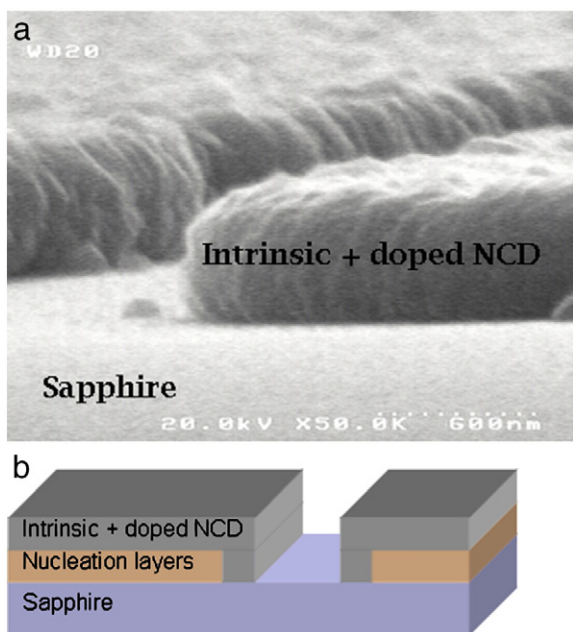 a
WD20
Intrinsic + doped NCD
Sapphire
20.0kV X50.0K 600nm
b
Intrinsic + doped NCD
Nucleation layers
Sapphire